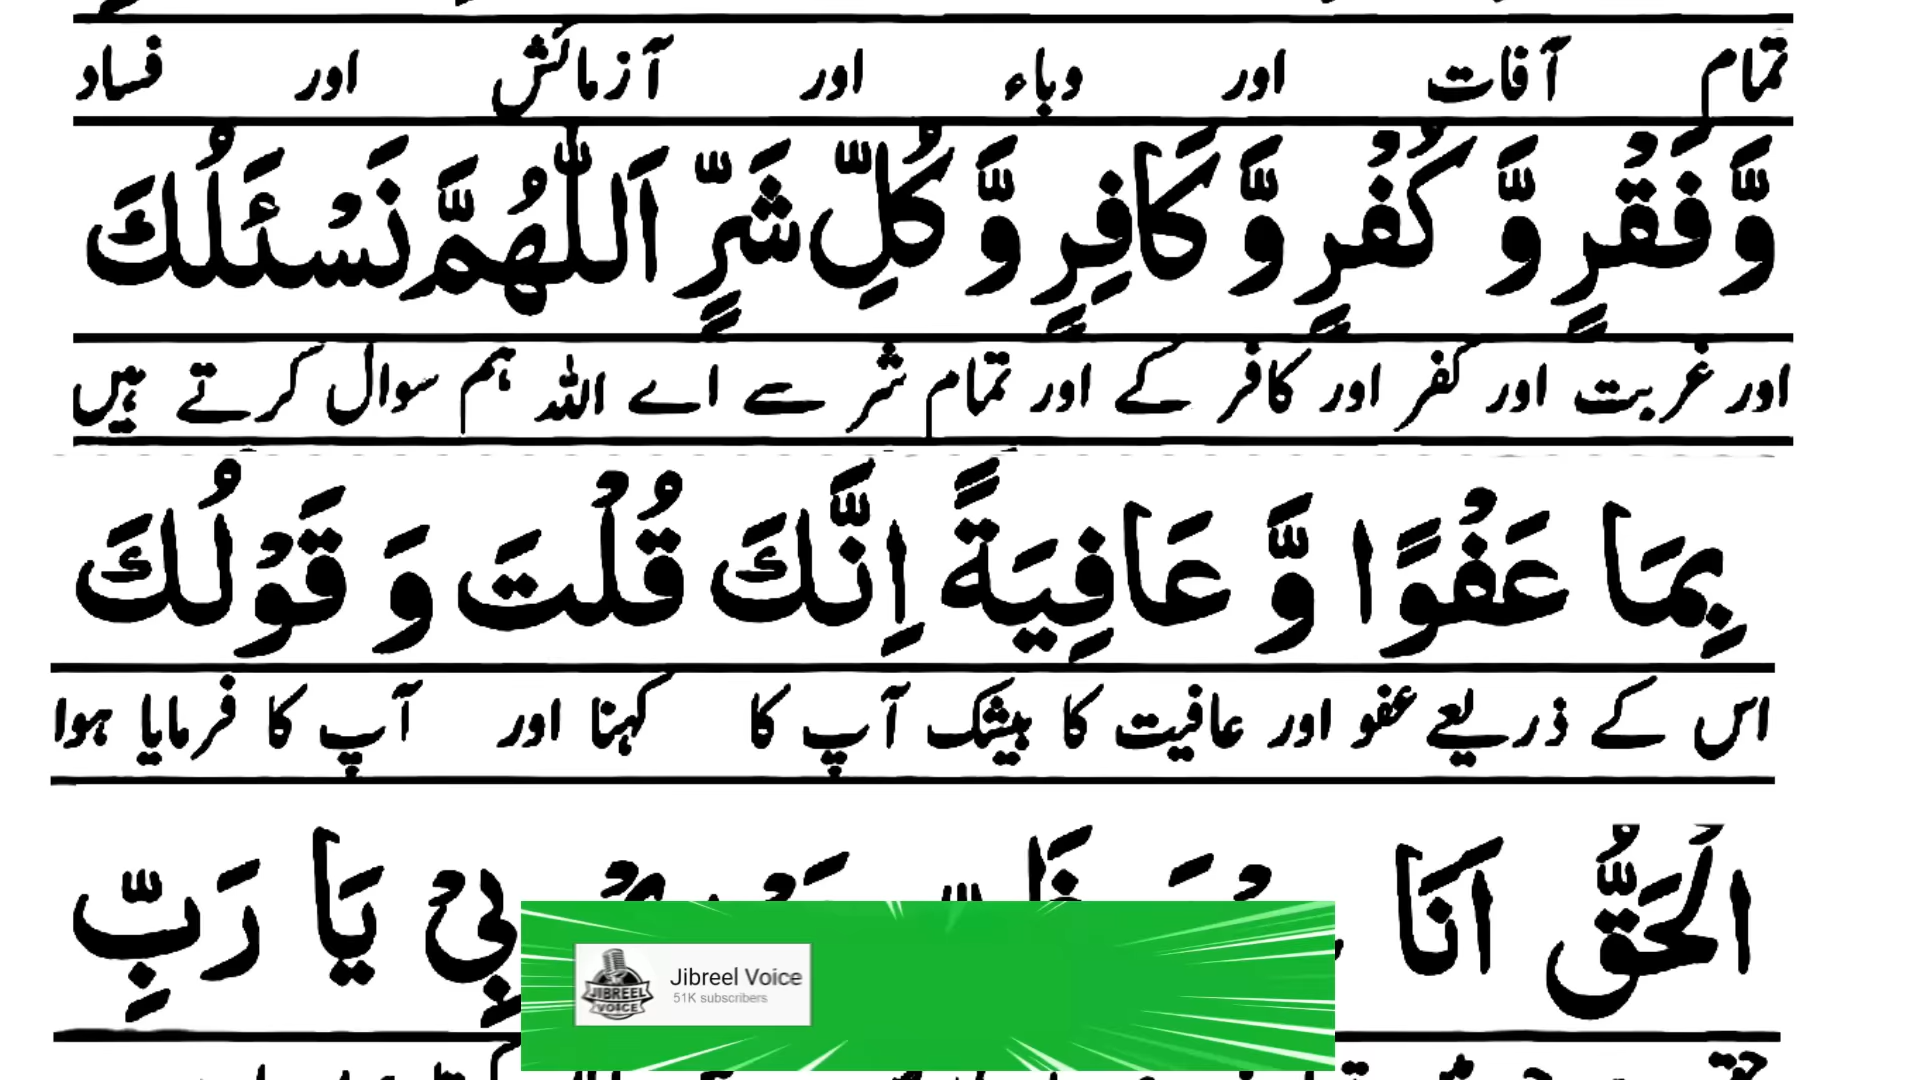 تمام آفات اور وباء اور آزمائش اور فساد
وَّفَقْرٍ وَّ كُفْرٍ وَّ كَافِرٍ وَّ كُلِّ شَرٍّ اَللّٰهُمَّ نَسْئَلُكَ
اور غربت اور کفر اور کافر کے اور تمام شر سے اے اللہ ہم سوال کرتے ہیں
بِمَا عَفْوًا وَّ عَافِيَةً اِنَّكَ قُلْتَ وَ قَوْلُكَ
اس کے ذریعے عفو اور عافیت کا بیشک آپ کا کہنا اور آپ کا فرمایا ہوا
الْحَقُّ اَنَا بِيْ يَا رَبِّ
Jibreel Voice
51K subscribers
JIBREEL
VOICE